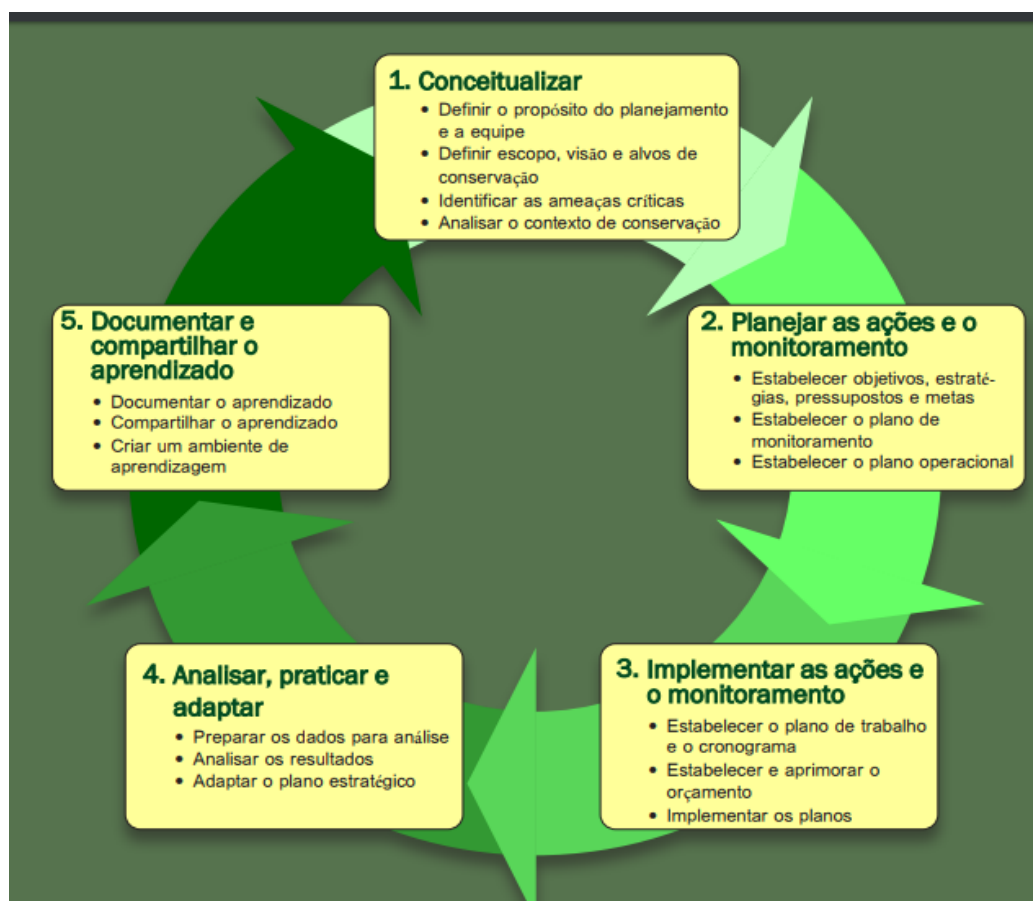 1. Conceitualizar
• Definir o propósito do planejamento
e a equipe
• Definir escopo, visão e alvos de
conservação
• Identificar as ameaças críticas
• Analisar o contexto de conservação
2. Planejar as ações e o
monitoramento
• Estabelecer objetivos, estraté-
gias, pressupostos e metas
• Estabelecer o plano de
monitoramento
• Estabelecer o plano operacional
3. Implementar as ações e
o monitoramento
• Estabelecer o plano de trabalho
e o cronograma
• Estabelecer e aprimorar o
orçamento
• Implementar os planos
4. Analisar, praticar e
adaptar
• Preparar os dados para análise
• Analisar os resultados
• Adaptar o plano estratégico
5. Documentar e
compartilhar o
aprendizado
• Documentar o aprendizado
• Compartilhar o aprendizado
• Criar um ambiente de
aprendizagem